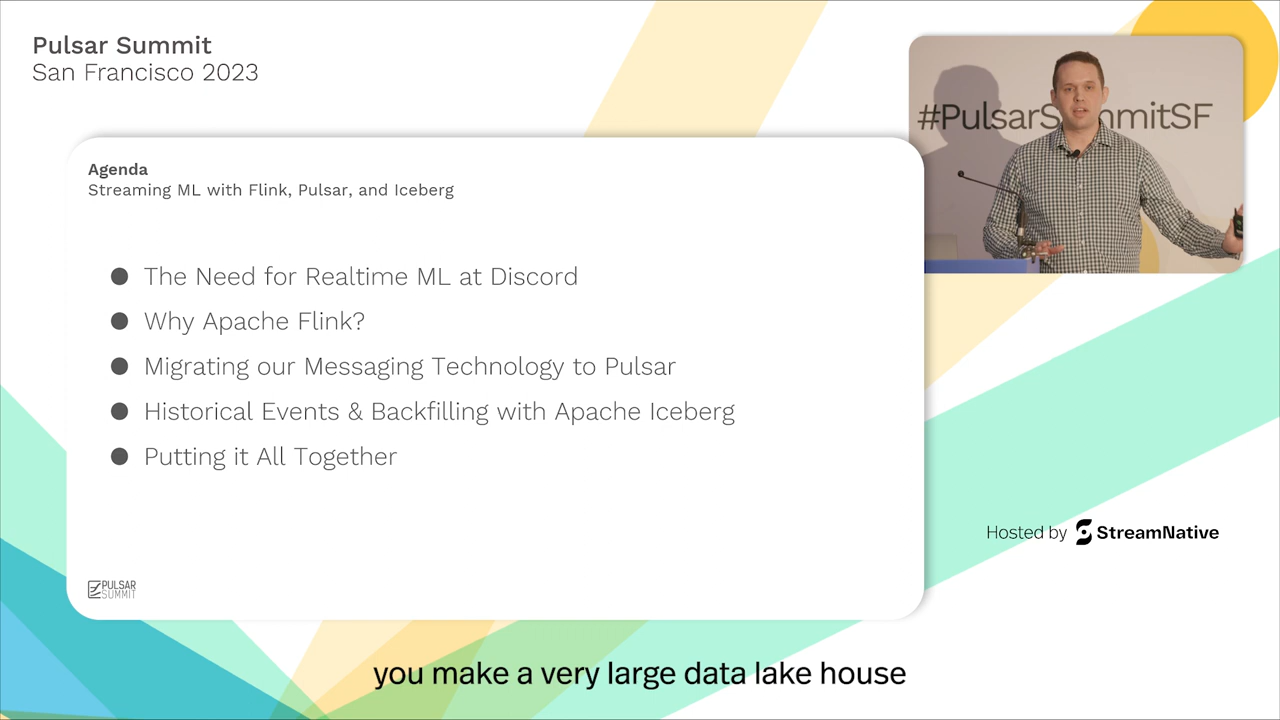 Pulsar Summit
San Francisco 2023
#PulsarS mmitSF
Agenda
Streaming ML with Flink, Pulsar, and Iceberg
● The Need for Realtime ML at Discord
● Why Apache Flink?
● Migrating our Messaging Technology to Pulsar
● Historical Events & Backfilling with Apache Iceberg
● Putting it All Together
Hosted by StreamNative
PULSAR
SUMMIT
you make a very large data lake house